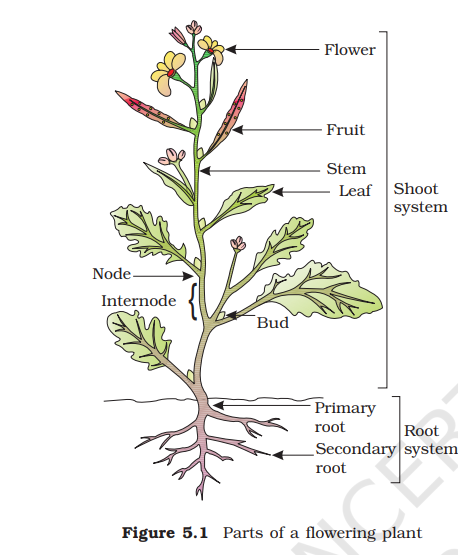 Flower
Fruit
Stem
Leaf
Shoot
system
Node
Internode
Bud
Primary
root
Root
Secondary system
root
NCERT
Figure 5.1 Parts of a flowering plant